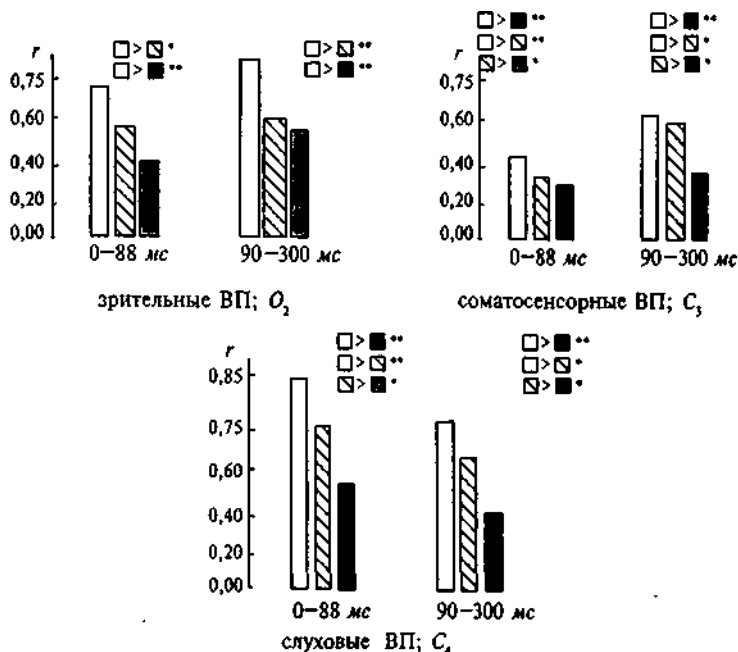 r
□>▧*
□>■**
□>▧**
□>■**
0,75
0,60
0,40
0,20
0,00
0–88 мс
90–300 мс
зрительные ВП; O₂
r
□>■**
□>▧**
▧>■*
□>■**
□>▧*
▧>■*
0,75
0,60
0,40
0,20
0,00
0–88 мс
90–300 мс
соматосенсорные ВП; C₃
r
□>■**
□>▧**
▧>■*
□>■**
□>▧*
▧>■*
0,85
0,75
0,60
0,40
0,20
0,00
0–88 мс
90–300 мс
слуховые ВП; C₄